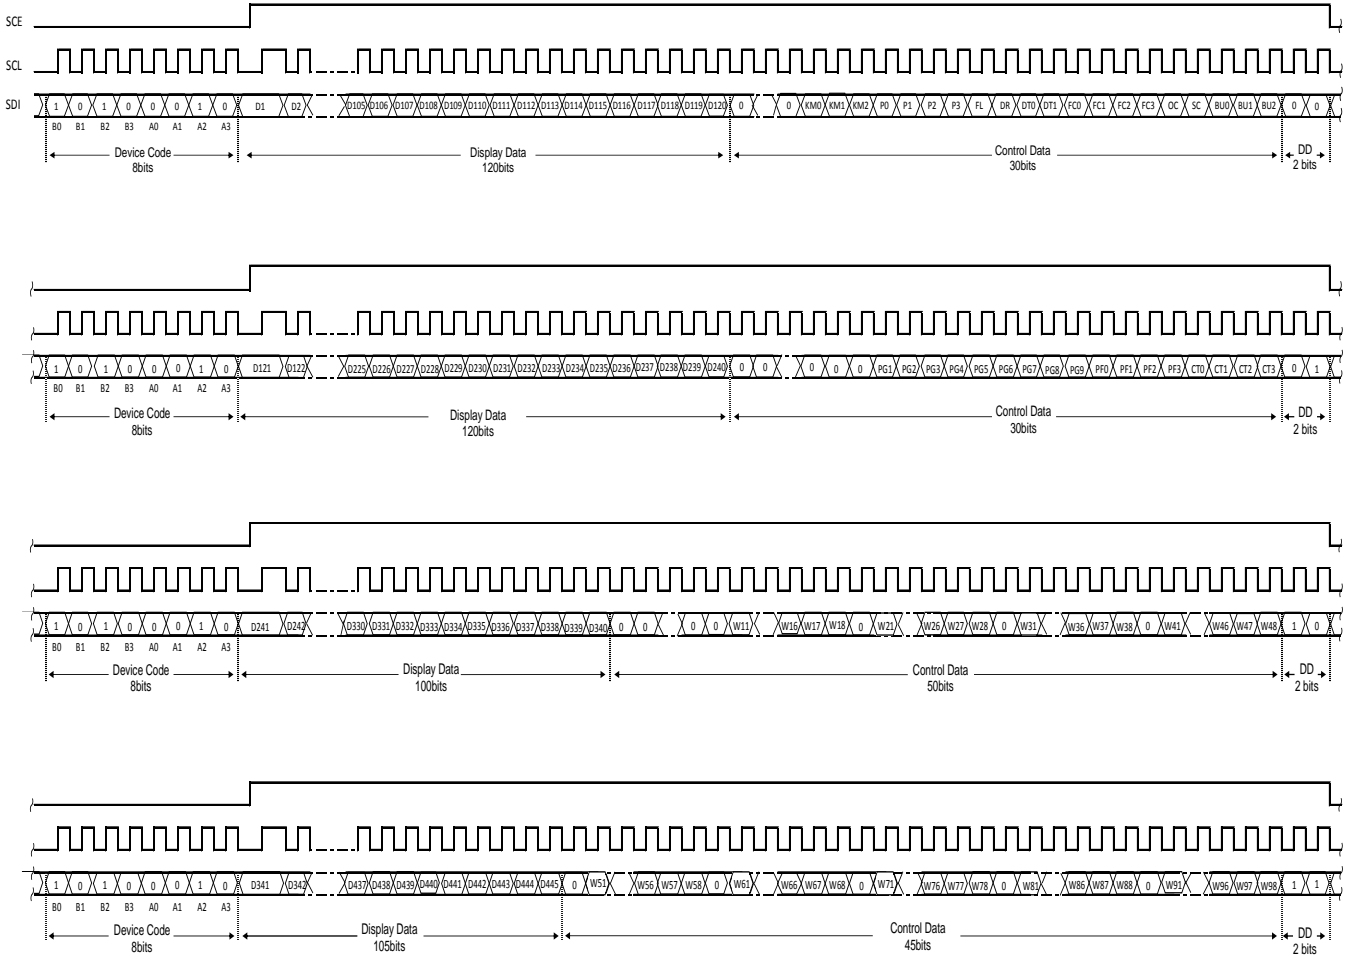 SCE
SCL
SDI 1 0 1 0 0 0 1 0 D1 D2 D105 D106 D107 D108 D109 D110 D111 D112 D113 D114 D115 D116 D117 D118 D119 D120 0 0 KM0 KM1 KM2 P0 P1 P2 P3 FL DR DT0 DT1 FC0 FC1 FC2 FC3 OC SC BU0 BU1 BU2 0 0
B0 B1 B2 B3 A0 A1 A2 A3
Device Code Display Data Control Data DD
8bits 120bits 30bits 2 bits
1 0 1 0 0 0 1 0 D121 D122 D225 D226 D227 D228 D229 D230 D231 D232 D233 D234 D235 D236 D237 D238 D239 D240 0 0 0 0 0 PG1 PG2 PG3 PG4 PG5 PG6 PG7 PG8 PG9 PF0 PF1 PF2 PF3 CT0 CT1 CT2 CT3 0 1
B0 B1 B2 B3 A0 A1 A2 A3
Device Code Display Data Control Data DD
8bits 120bits 30bits 2 bits
1 0 1 0 0 0 1 0 D241 D242 D330 D331 D332 D333 D334 D335 D336 D337 D338 D339 D340 0 0 0 0 W11 W16 W17 W18 0 W21 W26 W27 W28 0 W31 W36 W37 W38 0 W41 W46 W47 W48 1 0
B0 B1 B2 B3 A0 A1 A2 A3
Device Code Display Data Control Data DD
8bits 100bits 50bits 2 bits
1 0 1 0 0 0 1 0 D341 D342 D437 D438 D439 D440 D441 D442 D443 D444 D445 0 W51 W56 W57 W58 0 W61 W66 W67 W68 0 W71 W76 W77 W78 0 W81 W86 W87 W88 0 W91 W96 W97 W98 1 1
B0 B1 B2 B3 A0 A1 A2 A3
Device Code Display Data Control Data DD
8bits 105bits 45bits 2 bits